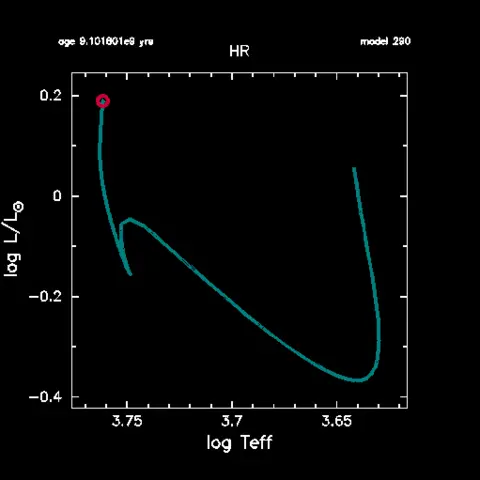 age 9.101801e9 yrs
model 290
HR
0.2
0
−0.2
−0.4
log L/L☉
3.75 3.7 3.65
log Teff